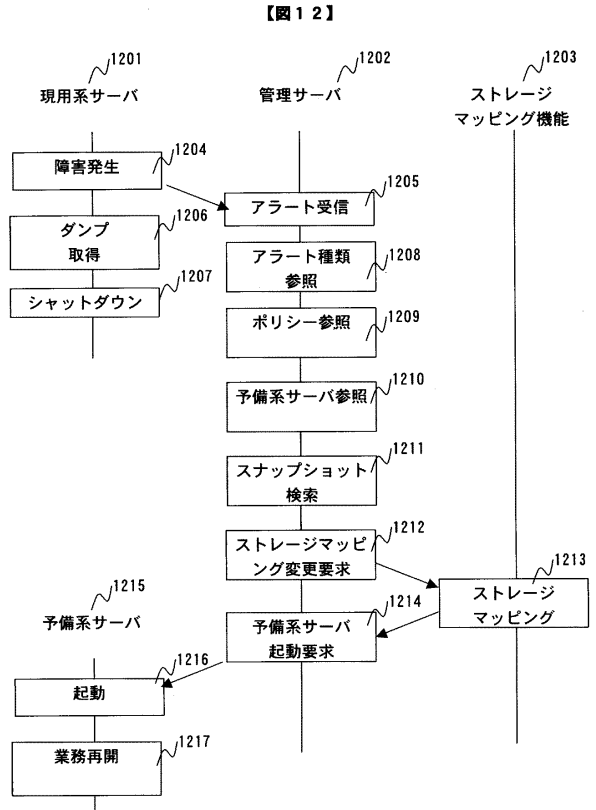 【図12】
1201
現用系サーバ
1202
管理サーバ
1203
ストレージ
マッピング機能
障害発生
1204
アラート受信
1205
ダンプ
取得
1206
シャットダウン
1207
アラート種類
参照
1208
ポリシー参照
1209
予備系サーバ参照
1210
スナップショット
検索
1211
ストレージマッピ
ング変更要求
1212
ストレージ
マッピング
1213
予備系サーバ
起動要求
1214
1215
予備系サーバ
起動
1216
業務再開
1217